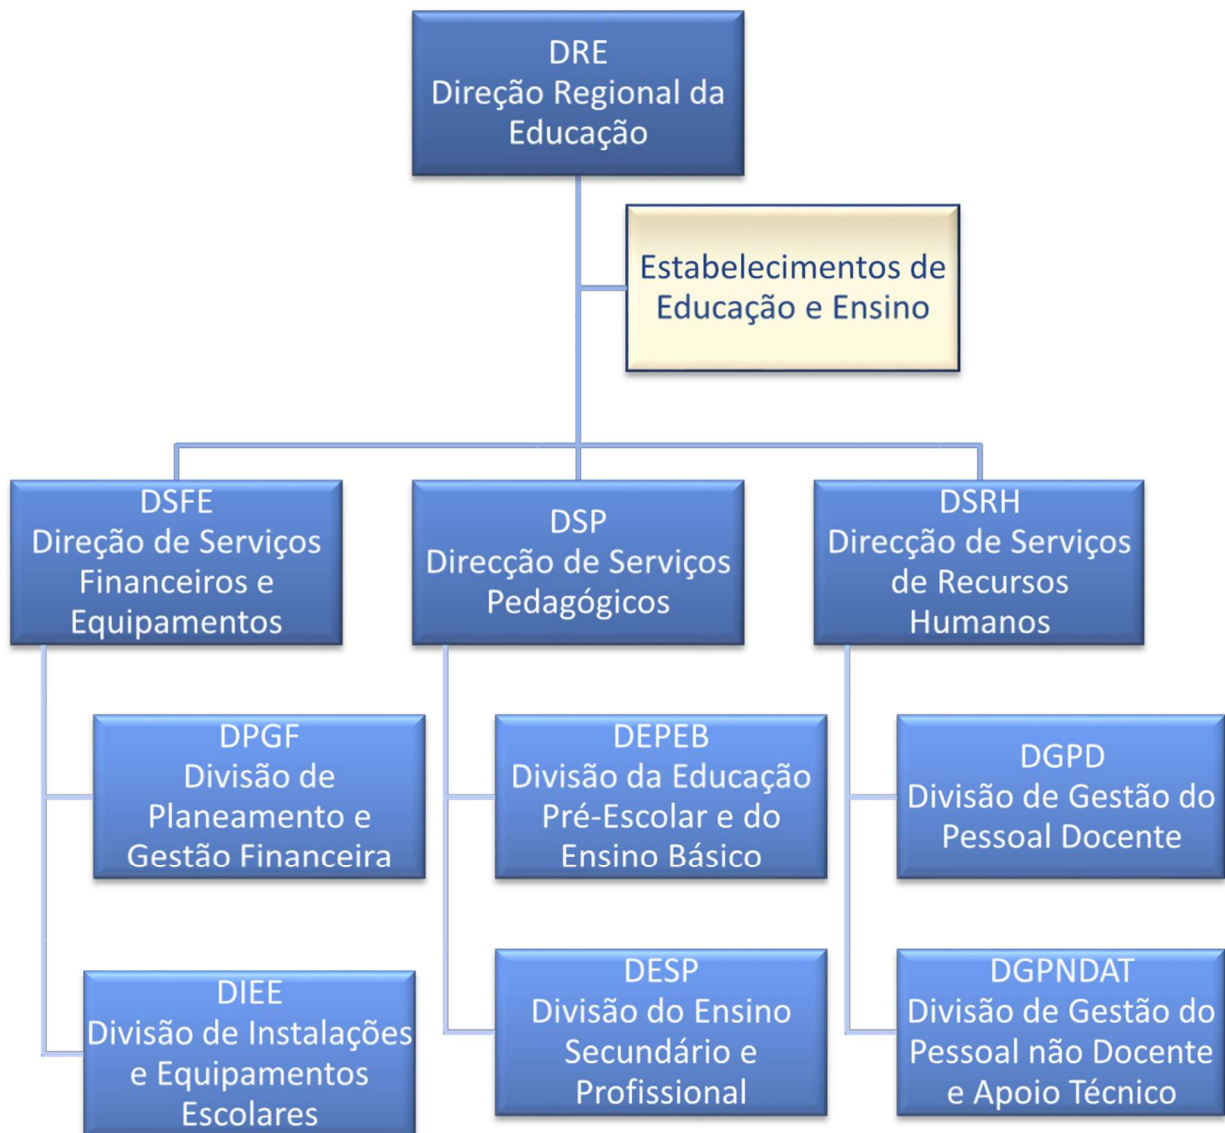 DRE
Direção Regional da
Educação
Estabelecimentos de
Educação e Ensino
DSFE
Direção de Serviços
Financeiros e
Equipamentos
DSP
Direcção de Serviços
Pedagógicos
DSRH
Direcção de Serviços
de Recursos
Humanos
DPGF
Divisão de
Planeamento e
Gestão Financeira
DEPEB
Divisão da Educação
Pré-Escolar e do
Ensino Básico
DGPD
Divisão de Gestão do
Pessoal Docente
DIEE
Divisão de Instalações
e Equipamentos
Escolares
DESP
Divisão do Ensino
Secundário e
Profissional
DGPNDAT
Divisão de Gestão do
Pessoal não Docente
e Apoio Técnico